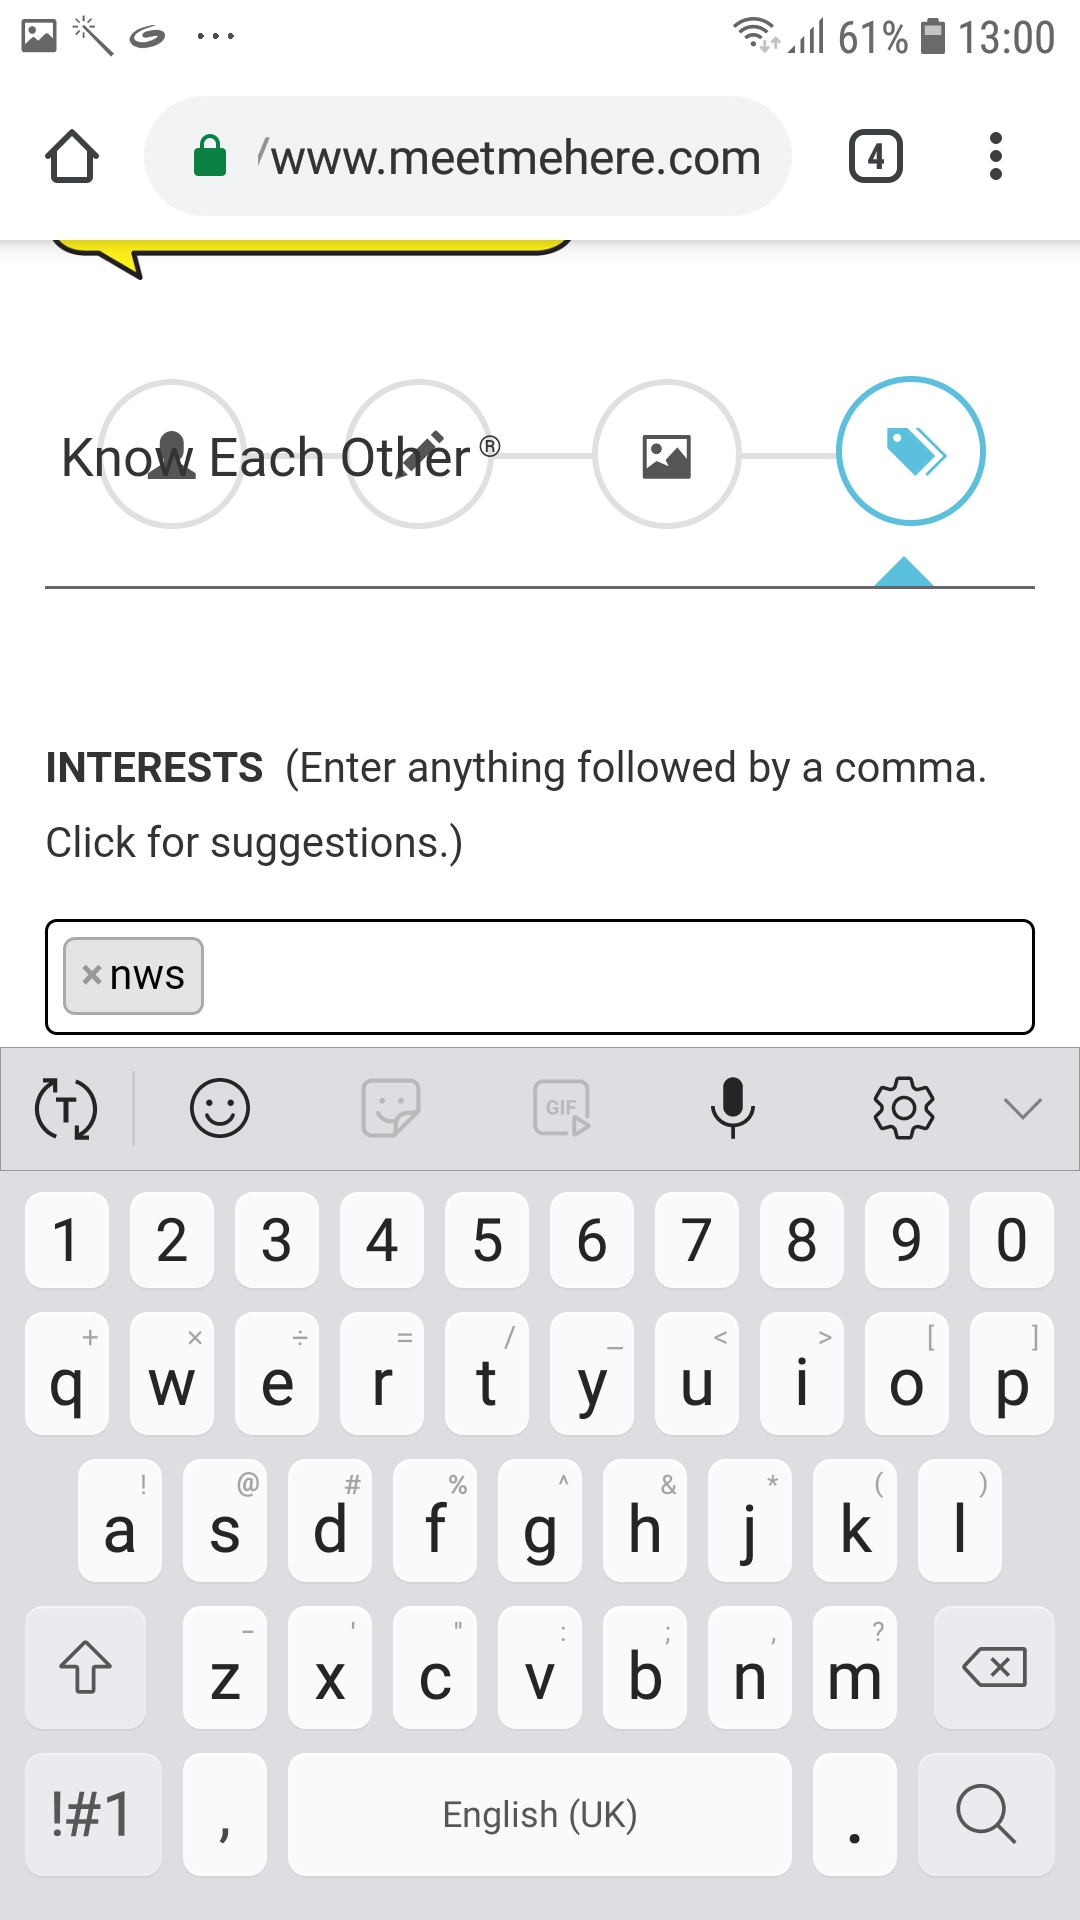 61% 13:00
/www.meetmehere.com
4
Know Each Other ®
INTERESTS (Enter anything followed by a comma.
Click for suggestions.)
× nws
T GIF
1 2 3 4 5 6 7 8 9 0
+ × ÷ = / _ < > [ ]
q w e r t y u i o p
! @ # % ^ & * ( )
a s d f g h j k l
- ' " : ; , ?
z x c v b n m
!#1 , English (UK) .